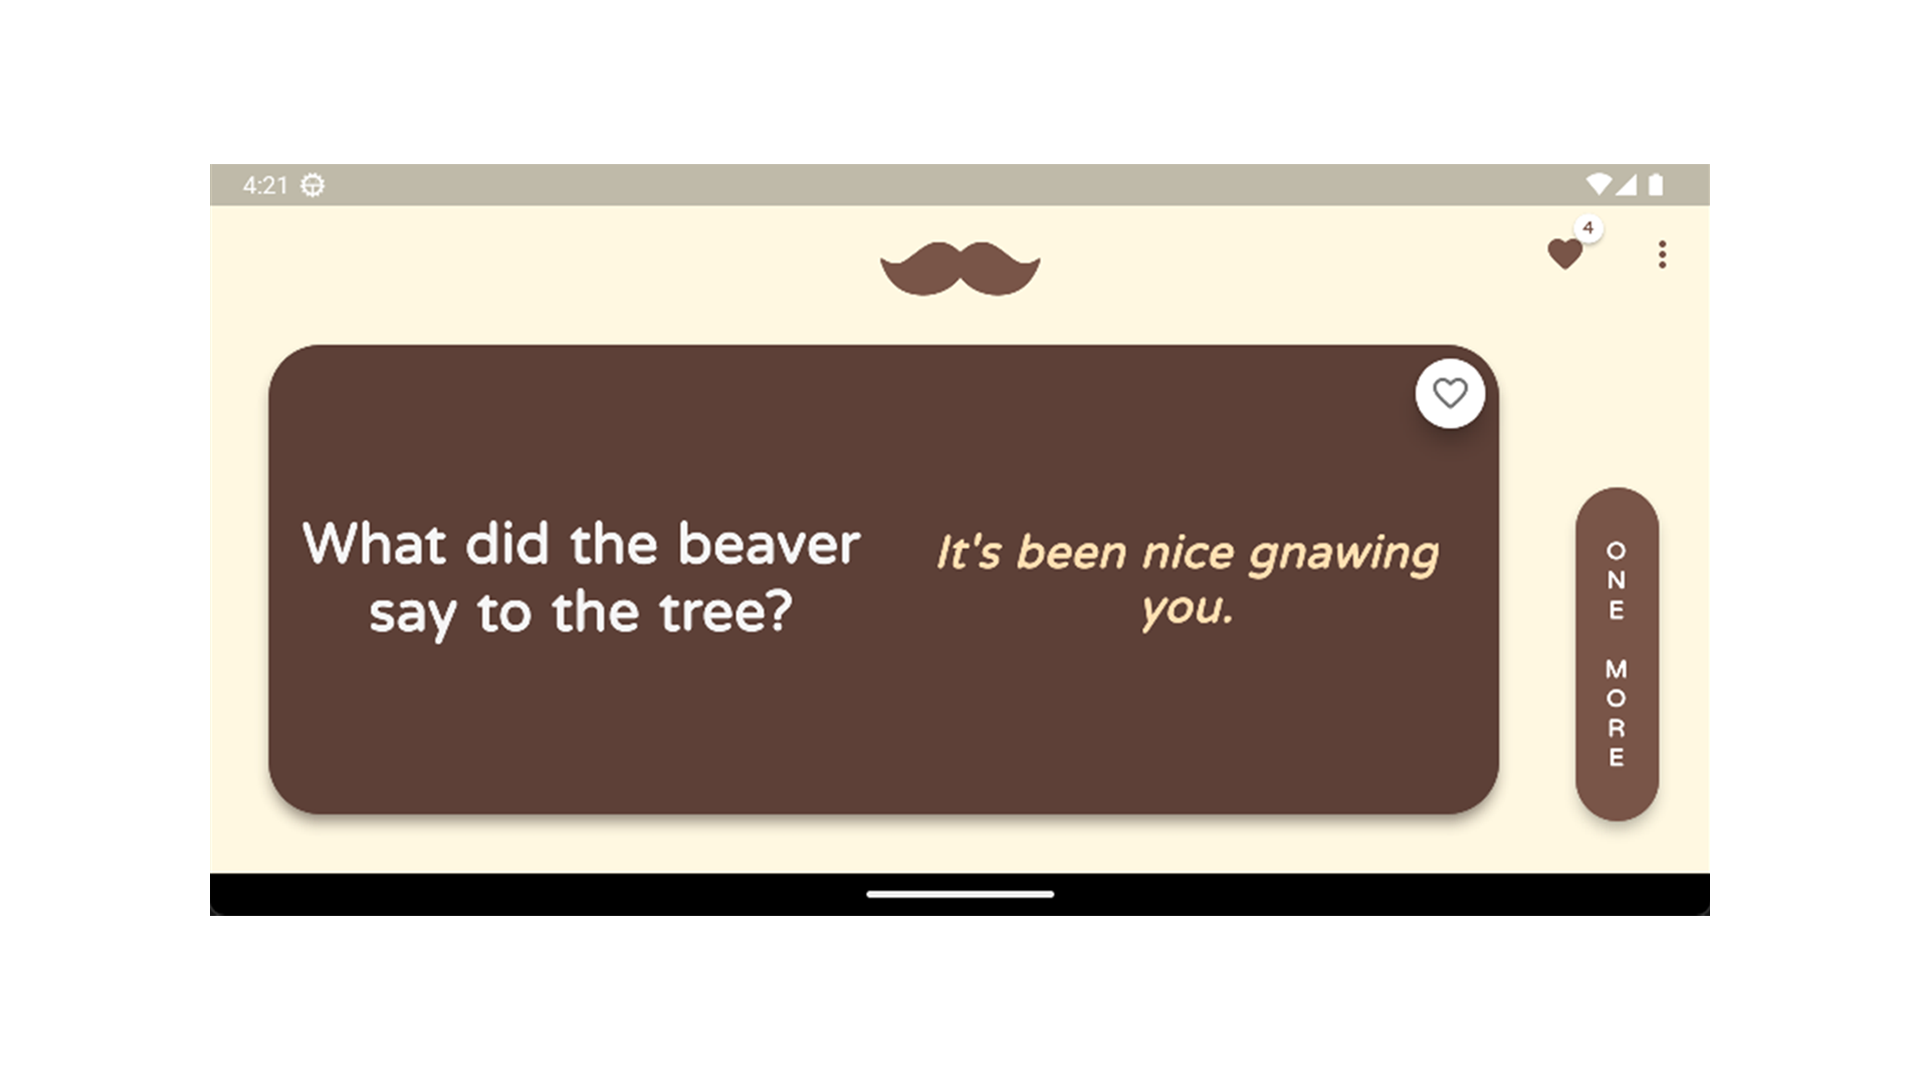 4:21
4
What did the beaver
say to the tree?
It's been nice gnawing
you.
ONE MORE